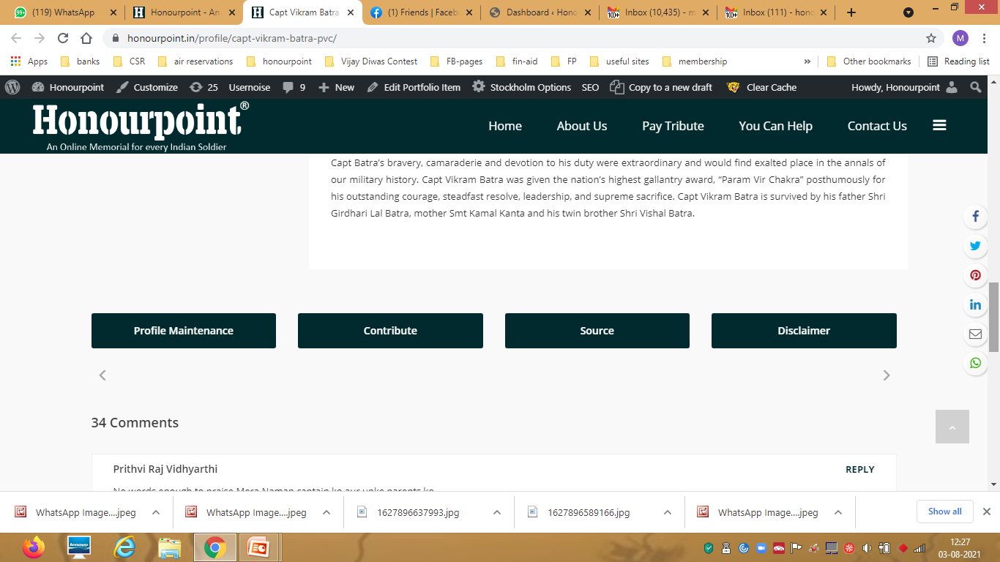 (119) WhatsApp
Honourpoint - An
Capt Vikram Batra
(1) Friends | Faceb
Dashboard ‹ Hono
Inbox (10,435) - m
Inbox (111) - hono
honourpoint.in/profile/capt-vikram-batra-pvc/
M
Apps banks CSR air reservations honourpoint Vijay Diwas Contest FB-pages fin-aid FP useful sites membership » Other bookmarks Reading list
Honourpoint Customize 25 Usernoise 9 New Edit Portfolio Item Stockholm Options SEO Copy to a new draft Clear Cache Howdy, Honourpoint
Honourpoint®
An Online Memorial for every Indian Soldier
Home About Us Pay Tribute You Can Help Contact Us
Capt Batra's bravery, camaraderie and devotion to his duty were extraordinary and would find exalted place in the annals of
our military history. Capt Vikram Batra was given the nation's highest gallantry award, “Param Vir Chakra” posthumously for
his outstanding courage, steadfast resolve, leadership, and supreme sacrifice. Capt Vikram Batra is survived by his father Shri
Girdhari Lal Batra, mother Smt Kamal Kanta and his twin brother Shri Vishal Batra.
Profile Maintenance Contribute Source Disclaimer
34 Comments
Prithvi Raj Vidhyarthi REPLY
No words enough to praise Mera Naman captain ko aur unke parents ko
WhatsApp Image....jpeg WhatsApp Image....jpeg 1627896637993.jpg 1627896589166.jpg WhatsApp Image....jpeg Show all
lenovo
12:27
03-08-2021